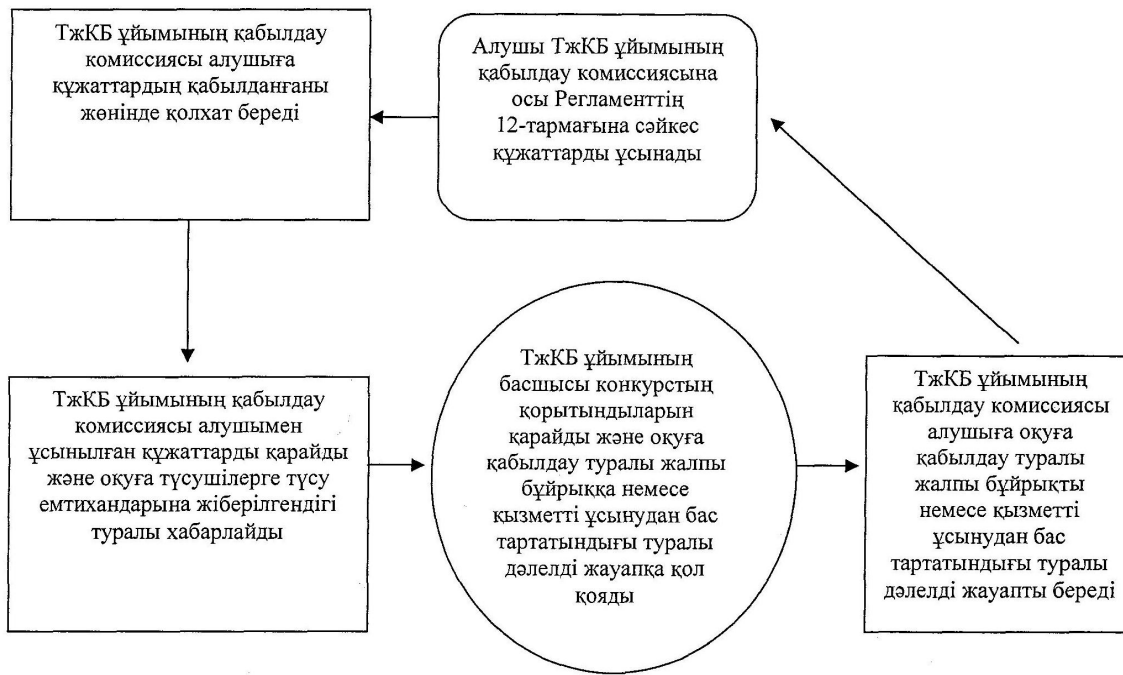 ТжКБ ұйымының қабылдау
комиссиясы алушыға
құжаттардың қабылданғаны
жөнінде қолхат береді
Алушы ТжКБ ұйымының
қабылдау комиссиясына
осы Регламенттің
12-тармағына сәйкес
құжаттарды ұсынады
ТжКБ ұйымының қабылдау
комиссиясы алушымен
ұсынылған құжаттарды қарайды
және оқуға түсушілерге түсу
емтихандарына жіберілгендігі
туралы хабарлайды
ТжКБ ұйымының
басшысы конкурстың
қорытындыларын
қарайды және оқуға
қабылдау туралы жалпы
бұйрыққа немесе
қызметті ұсынудан бас
тартатындығы туралы
дәлелді жауапқа қол
қояды
ТжКБ ұйымының
қабылдау комиссиясы
алушыға оқуға
қабылдау туралы
жалпы бұйрықты
немесе қызметті
ұсынудан бас
тартатындығы туралы
дәлелді жауапты береді